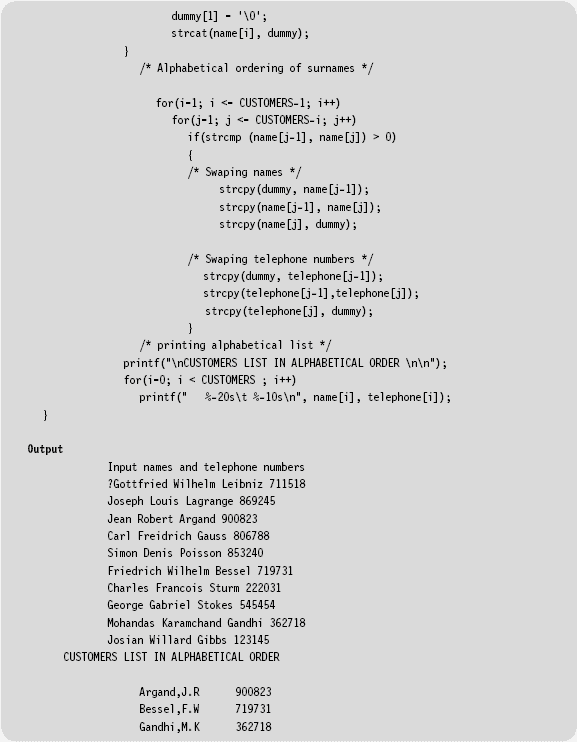 dummy[1] = '\0';
strcat(name[i], dummy);
}
/* Alphabetical ordering of surnames */
for(i=1; i <= CUSTOMERS-1; i++)
for(j=1; j <= CUSTOMERS-i; j++)
if(strcmp (name[j-1], name[j]) > 0)
{
/* Swaping names */
strcpy(dummy, name[j-1]);
strcpy(name[j-1], name[j]);
strcpy(name[j], dummy);
/* Swaping telephone numbers */
strcpy(dummy, telephone[j-1]);
strcpy(telephone[j-1],telephone[j]);
strcpy(telephone[j], dummy);
}
/* printing alphabetical list */
printf("\nCUSTOMERS LIST IN ALPHABETICAL ORDER \n\n");
for(i=0; i < CUSTOMERS ; i++)
printf(" %-20s\t %-10s\n", name[i], telephone[i]);
}
Output
Input names and telephone numbers
?Gottfried Wilhelm Leibniz 711518
Joseph Louis Lagrange 869245
Jean Robert Argand 900823
Carl Freidrich Gauss 806788
Simon Denis Poisson 853240
Friedrich Wilhelm Bessel 719731
Charles Francois Sturm 222031
George Gabriel Stokes 545454
Mohandas Karamchand Gandhi 362718
Josian Willard Gibbs 123145
CUSTOMERS LIST IN ALPHABETICAL ORDER
Argand,J.R 900823
Bessel,F.W 719731
Gandhi,M.K 362718